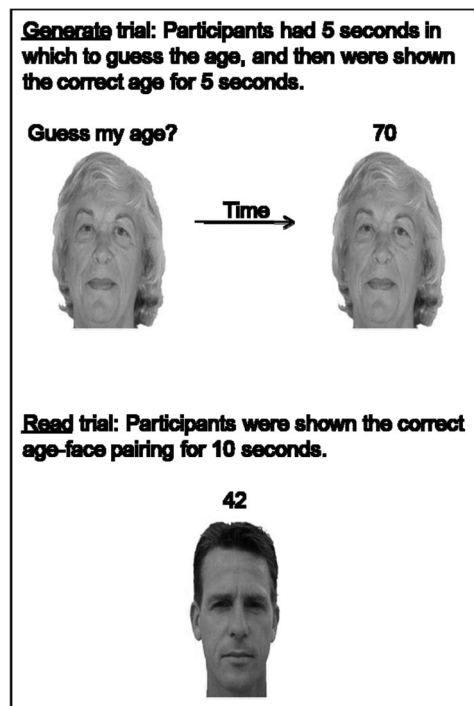 Generate trial: Participants had 5 seconds in
which to guess the age, and then were shown
the correct age for 5 seconds.
Guess my age?
70
Time
Read trial: Participants were shown the correct
age-face pairing for 10 seconds.
42